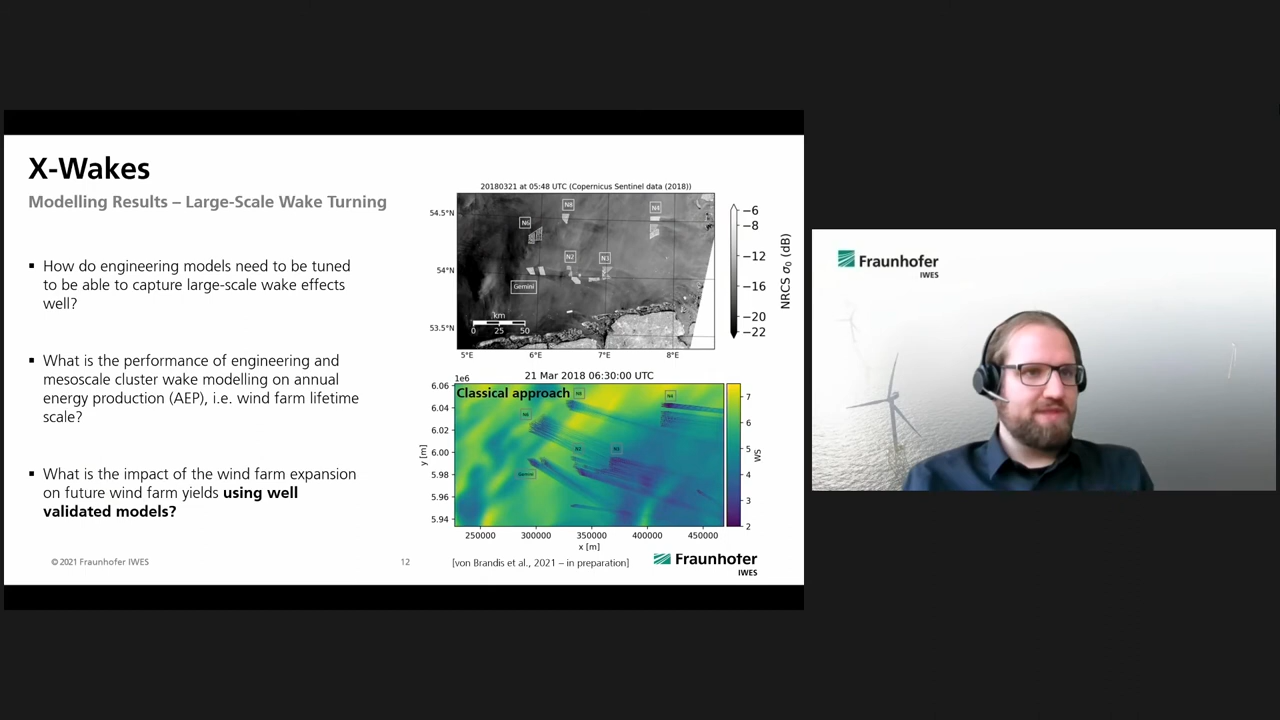 X-Wakes
Modelling Results – Large-Scale Wake Turning
▪ How do engineering models need to be tuned
to be able to capture large-scale wake effects
well?
▪ What is the performance of engineering and
mesoscale cluster wake modelling on annual
energy production (AEP), i.e. wind farm lifetime
scale?
▪ What is the impact of the wind farm expansion
on future wind farm yields using well
validated models?
20180321 at 05:48 UTC (Copernicus Sentinel data (2018))
54.5°N
54°N
53.5°N
N8
N4
N6
N2
N3
Gemini
km
0 25 50
5°E 6°E 7°E 8°E
−6
−8
−12
−16
−20
−22
NRCS σ0 (dB)
21 Mar 2018 06:30:00 UTC
1e6
Classical approach
N8
N4
N6
N2
N3
Gemini
6.06
6.04
6.02
6.00
5.98
5.96
5.94
y [m]
250000 300000 350000 400000 450000
x [m]
7
6
5
4
3
2
ws
© 2021 Fraunhofer IWES
12
[von Brandis et al., 2021 – in preparation]
Fraunhofer
IWES
Fraunhofer
IWES